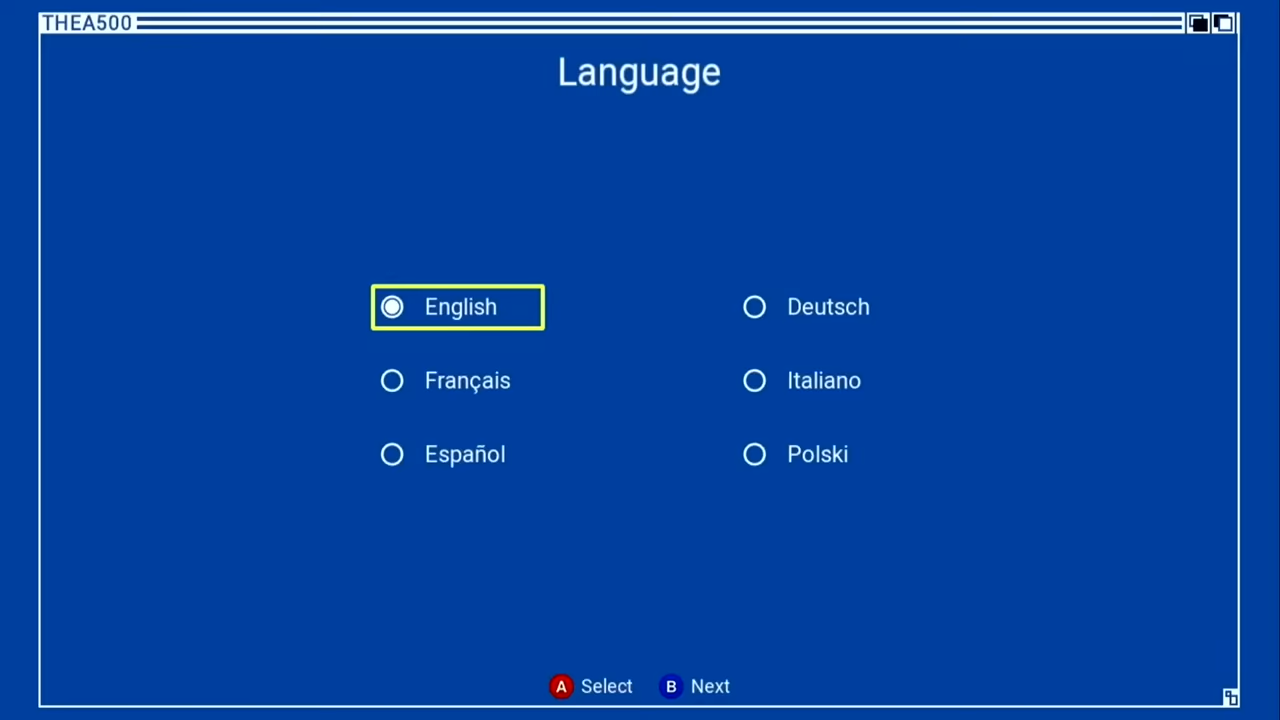 THEA500
Language
English
Deutsch
Français
Italiano
Español
Polski
A Select B Next